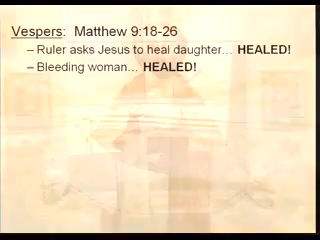 Vespers: Matthew 9:18-26
– Ruler asks Jesus to heal daughter… HEALED!
– Bleeding woman… HEALED!